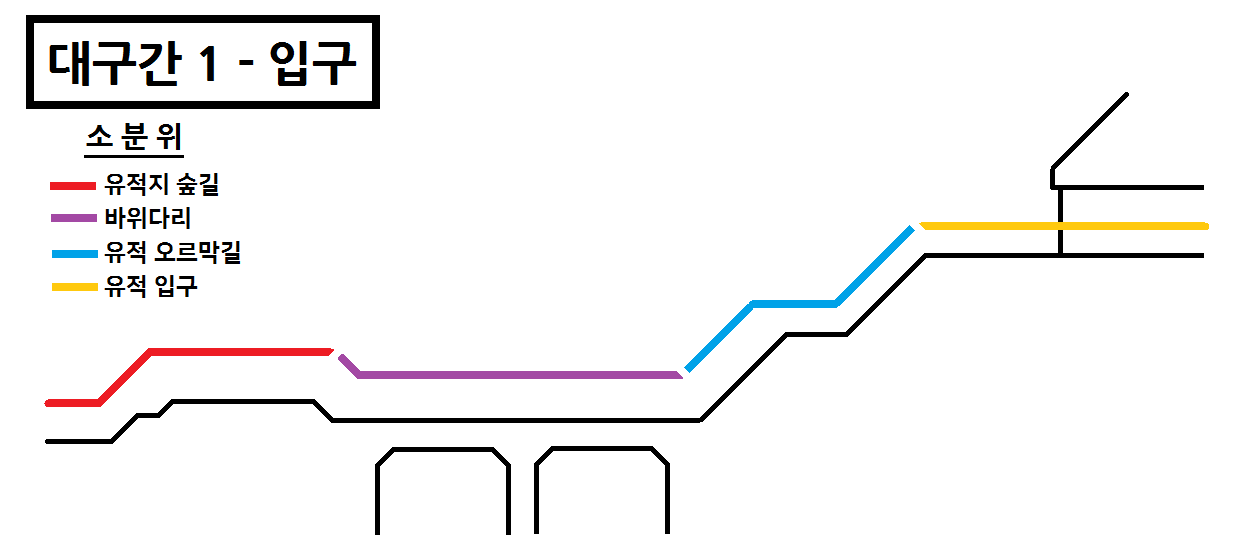 대구간 1 - 입구
소 분 위
유적지 숲길
바위다리
유적 오르막길
유적 입구